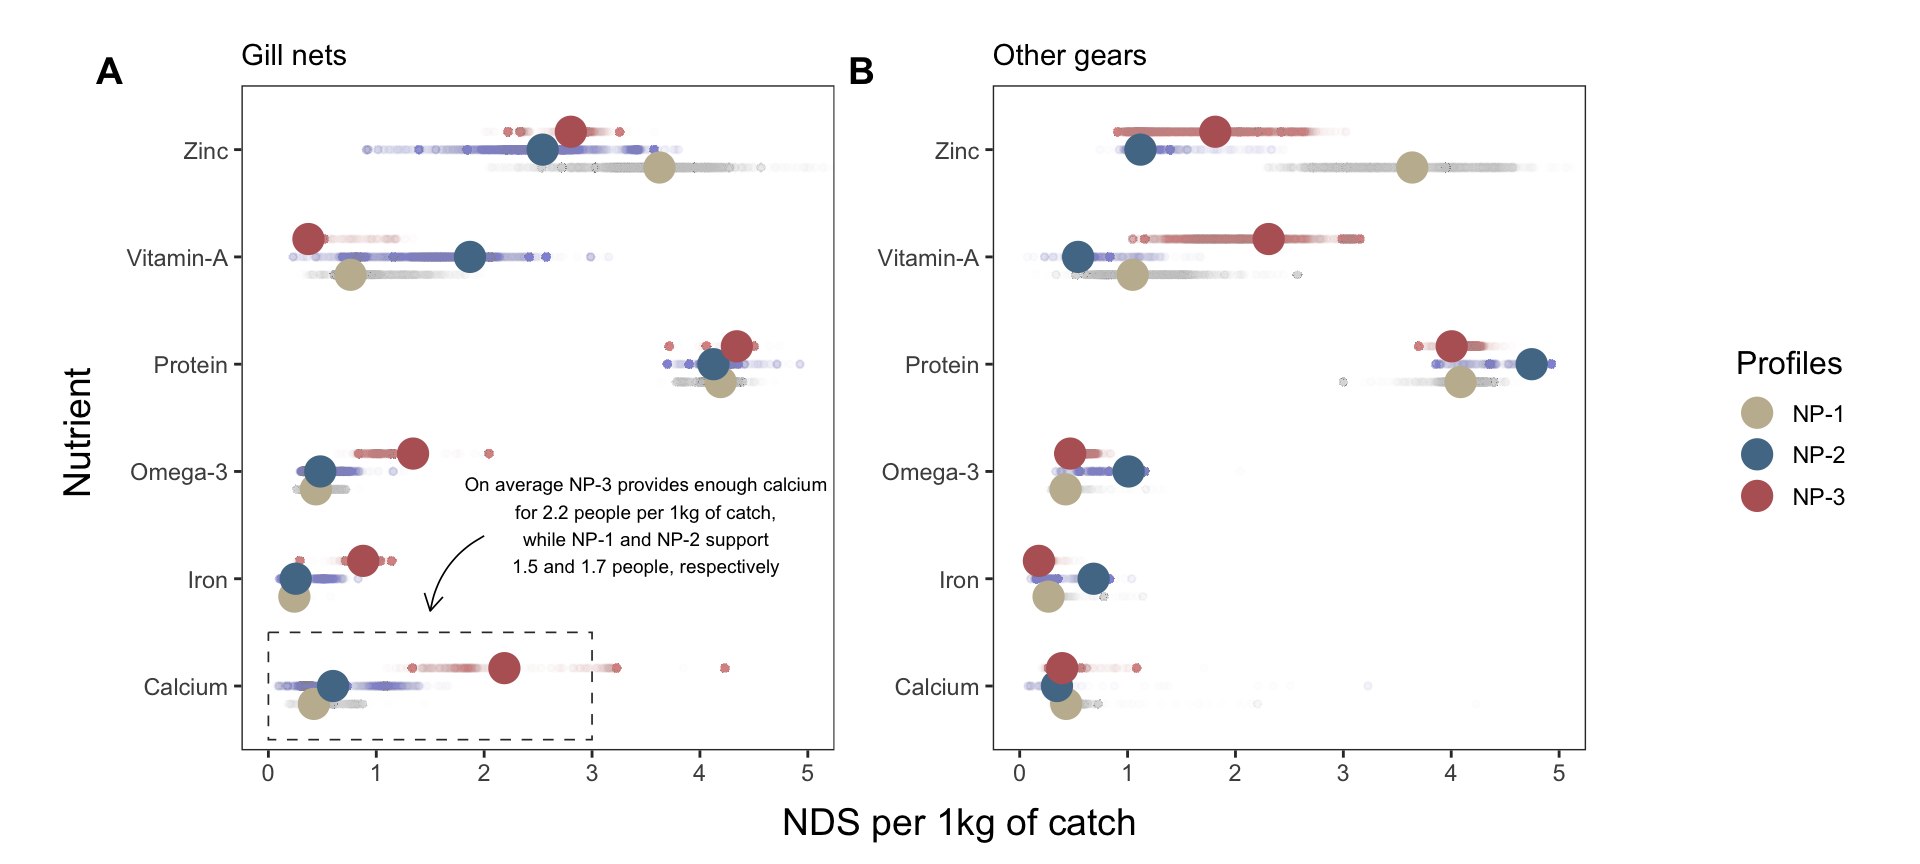 A
Gill nets
B
Other gears
Nutrient
Zinc
Vitamin-A
Protein
Omega-3
Iron
Calcium
On average NP-3 provides enough calcium
for 2.2 people per 1kg of catch,
while NP-1 and NP-2 support
1.5 and 1.7 people, respectively
0 1 2 3 4 5
Zinc
Vitamin-A
Protein
Omega-3
Iron
Calcium
0 1 2 3 4 5
NDS per 1kg of catch
Profiles
NP-1
NP-2
NP-3